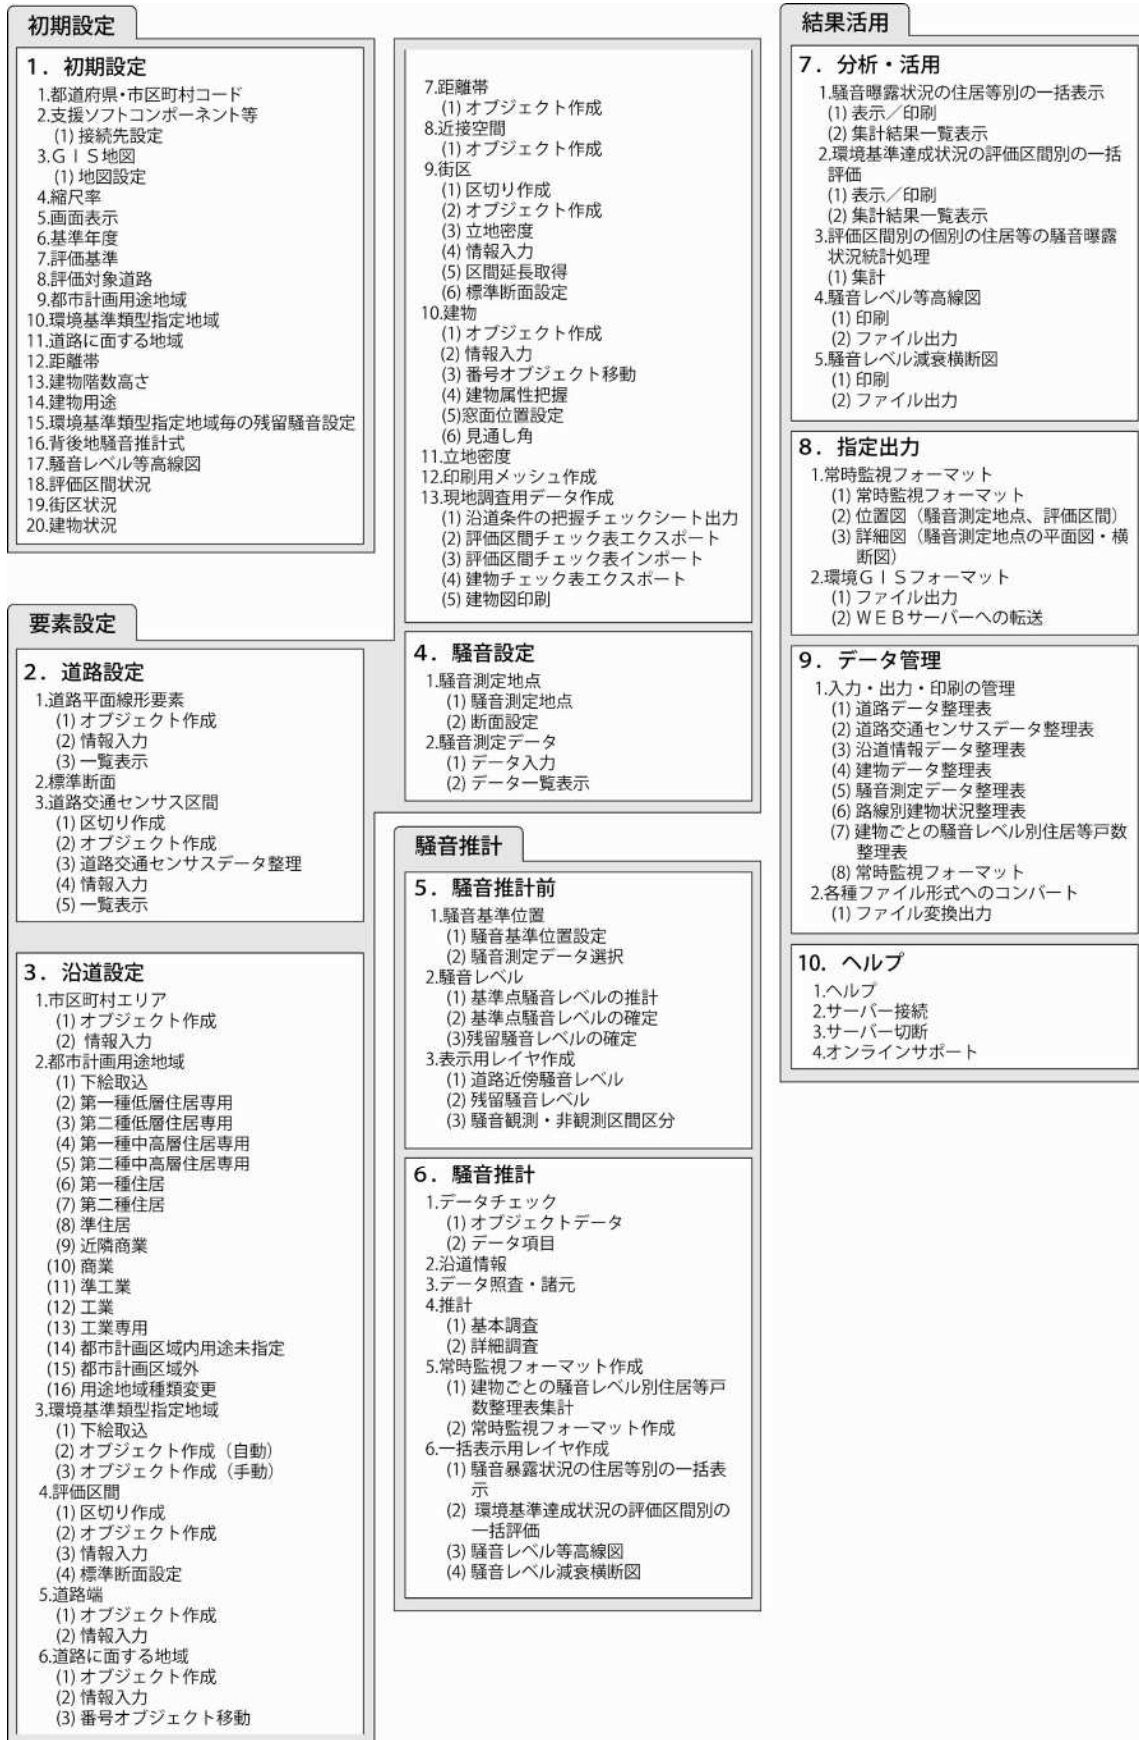 初期設定
1. 初期設定
1.都道府県・市区町村コード
2.支援ソフトコンポーネント等
(1) 接続先設定
3.ＧＩＳ地図
(1) 地図設定
4.縮尺率
5.画面表示
6.基準年度
7.評価基準
8.評価対象道路
9.都市計画用途地域
10.環境基準類型指定地域
11.道路に面する地域
12.距離帯
13.建物階数高さ
14.建物用途
15.環境基準類型指定地域毎の残留騒音設定
16.背後地騒音推計式
17.騒音レベル等高線図
18.評価区間状況
19.街区状況
20.建物状況
要素設定
2. 道路設定
1.道路平面線形要素
(1) オブジェクト作成
(2) 情報入力
(3) 一覧表示
2.標準断面
3.道路交通センサス区間
(1) 区切り作成
(2) オブジェクト作成
(3) 道路交通センサスデータ整理
(4) 情報入力
(5) 一覧表示
3. 沿道設定
1.市区町村エリア
(1) オブジェクト作成
(2) 情報入力
2.都市計画用途地域
(1) 下絵取込
(2) 第一種低層住居専用
(3) 第二種低層住居専用
(4) 第一種中高層住居専用
(5) 第二種中高層住居専用
(6) 第一種住居
(7) 第二種住居
(8) 準住居
(9) 近隣商業
(10) 商業
(11) 準工業
(12) 工業
(13) 工業専用
(14) 都市計画区域内用途未指定
(15) 都市計画区域外
(16) 用途地域種類変更
3.環境基準類型指定地域
(1) 下絵取込
(2) オブジェクト作成（自動）
(3) オブジェクト作成（手動）
4.評価区間
(1) 区切り作成
(2) オブジェクト作成
(3) 情報入力
(4) 標準断面設定
5.道路端
(1) オブジェクト作成
(2) 情報入力
6.道路に面する地域
(1) オブジェクト作成
(2) 情報入力
(3) 番号オブジェクト移動
7.距離帯
(1) オブジェクト作成
8.近接空間
(1) オブジェクト作成
9.街区
(1) 区切り作成
(2) オブジェクト作成
(3) 立地密度
(4) 情報入力
(5) 区間延長取得
(6) 標準断面設定
10.建物
(1) オブジェクト作成
(2) 情報入力
(3) 番号オブジェクト移動
(4) 建物属性把握
(5)窓面位置設定
(6) 見通し角
11.立地密度
12.印刷用メッシュ作成
13.現地調査用データ作成
(1) 沿道条件の把握チェックシート出力
(2) 評価区間チェック表エクスポート
(3) 評価区間チェック表インポート
(4) 建物チェック表エクスポート
(5) 建物図印刷
4. 騒音設定
1.騒音測定地点
(1) 騒音測定地点
(2) 断面設定
2.騒音測定データ
(1) データ入力
(2) データ一覧表示
騒音推計
5. 騒音推計前
1.騒音基準位置
(1) 騒音基準位置設定
(2) 騒音測定データ選択
2.騒音レベル
(1) 基準点騒音レベルの推計
(2) 基準点騒音レベルの確定
(3)残留騒音レベルの確定
3.表示用レイヤ作成
(1) 道路近傍騒音レベル
(2) 残留騒音レベル
(3) 騒音観測・非観測区間区分
6. 騒音推計
1.データチェック
(1) オブジェクトデータ
(2) データ項目
2.沿道情報
3.データ照査・諸元
4.推計
(1) 基本調査
(2) 詳細調査
5.常時監視フォーマット作成
(1) 建物ごとの騒音レベル別住居等戸
数整理表集計
(2) 常時監視フォーマット作成
6.一括表示用レイヤ作成
(1) 騒音暴露状況の住居等別の一括表
示
(2) 環境基準達成状況の評価区間別の
一括評価
(3) 騒音レベル等高線図
(4) 騒音レベル減衰横断図
結果活用
7. 分析・活用
1.騒音曝露状況の住居等別の一括表示
(1) 表示／印刷
(2) 集計結果一覧表示
2.環境基準達成状況の評価区間別の一括
評価
(1) 表示／印刷
(2) 集計結果一覧表示
3.評価区間別の個別の住居等の騒音曝露
状況統計処理
(1) 集計
4.騒音レベル等高線図
(1) 印刷
(2) ファイル出力
5.騒音レベル減衰横断図
(1) 印刷
(2) ファイル出力
8. 指定出力
1.常時監視フォーマット
(1) 常時監視フォーマット
(2) 位置図（騒音測定地点、評価区間）
(3) 詳細図（騒音測定地点の平面図・横
断図）
2.環境ＧＩＳフォーマット
(1) ファイル出力
(2) ＷＥＢサーバーへの転送
9. データ管理
1.入力・出力・印刷の管理
(1) 道路データ整理表
(2) 道路交通センサスデータ整理表
(3) 沿道情報データ整理表
(4) 建物データ整理表
(5) 騒音測定データ整理表
(6) 路線別建物状況整理表
(7) 建物ごとの騒音レベル別住居等戸数
整理表
(8) 常時監視フォーマット
2.各種ファイル形式へのコンバート
(1) ファイル変換出力
10. ヘルプ
1.ヘルプ
2.サーバー接続
3.サーバー切断
4.オンラインサポート